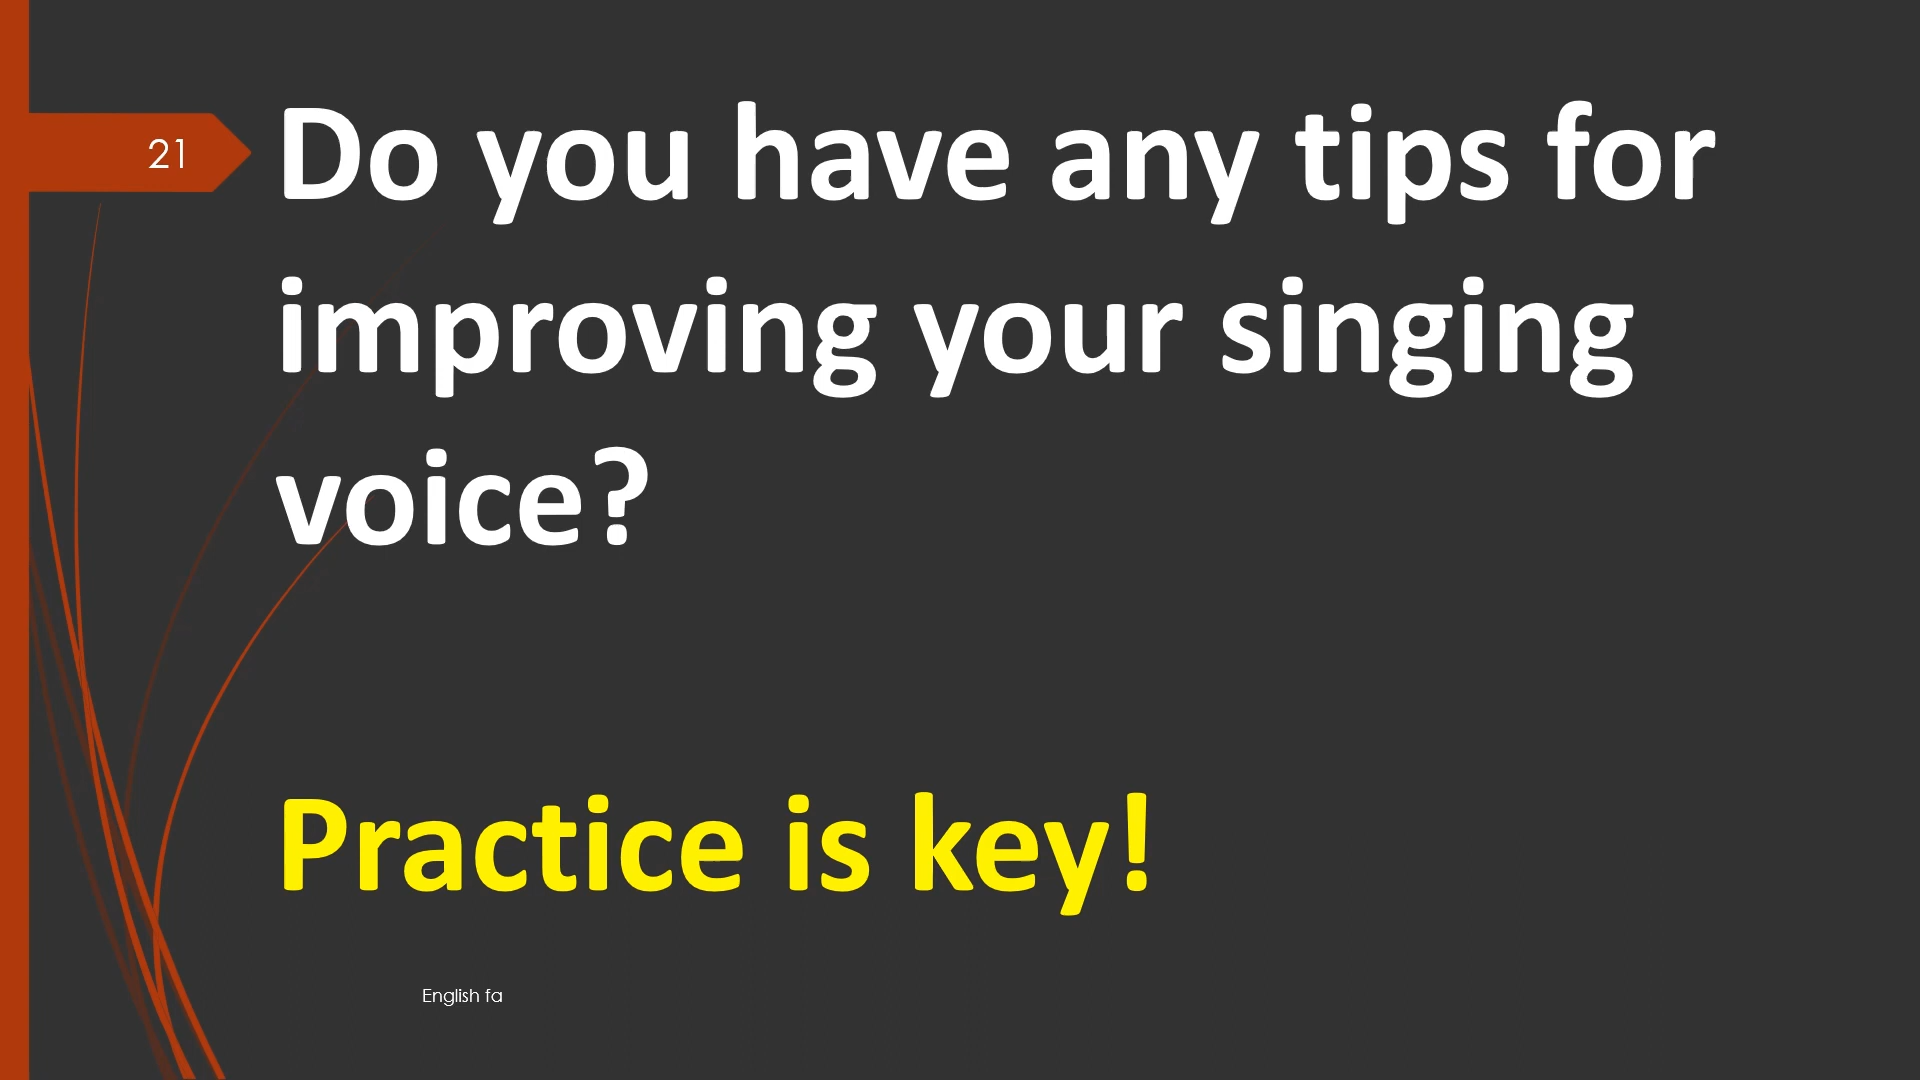 21
Do you have any tips for
improving your singing
voice?
Practice is key!
English fa